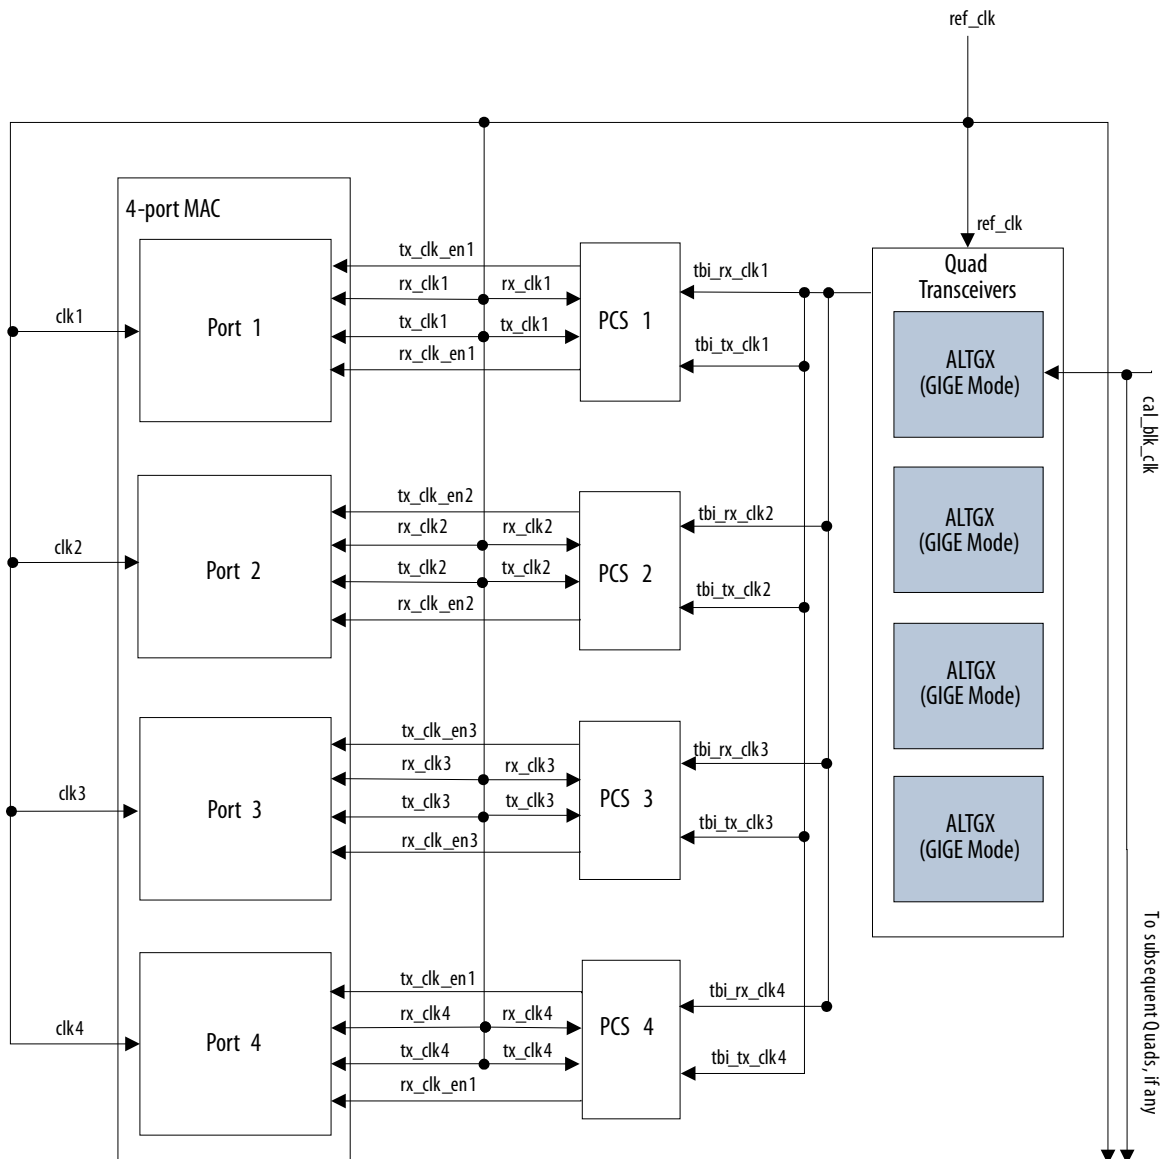 ref_clk
4-port MAC
ref_clk
Quad
Transceivers
tx_clk_en1
rx_clk1
rx_clk1
tbi_rx_clk1
clk1
Port 1
tx_clk1
tx_clk1
PCS 1
rx_clk_en1
tbi_tx_clk1
ALTGX
(GIGE Mode)
cal_blk_clk
tx_clk_en2
rx_clk2
rx_clk2
tbi_rx_clk2
clk2
Port 2
tx_clk2
tx_clk2
PCS 2
rx_clk_en2
tbi_tx_clk2
ALTGX
(GIGE Mode)
tx_clk_en3
rx_clk3
rx_clk3
tbi_rx_clk3
clk3
Port 3
tx_clk3
tx_clk3
PCS 3
rx_clk_en3
tbi_tx_clk3
ALTGX
(GIGE Mode)
ALTGX
(GIGE Mode)
tx_clk_en1
rx_clk4
rx_clk4
tbi_rx_clk4
clk4
Port 4
tx_clk4
tx_clk4
PCS 4
rx_clk_en1
tbi_tx_clk4
To subsequent Quads, if any